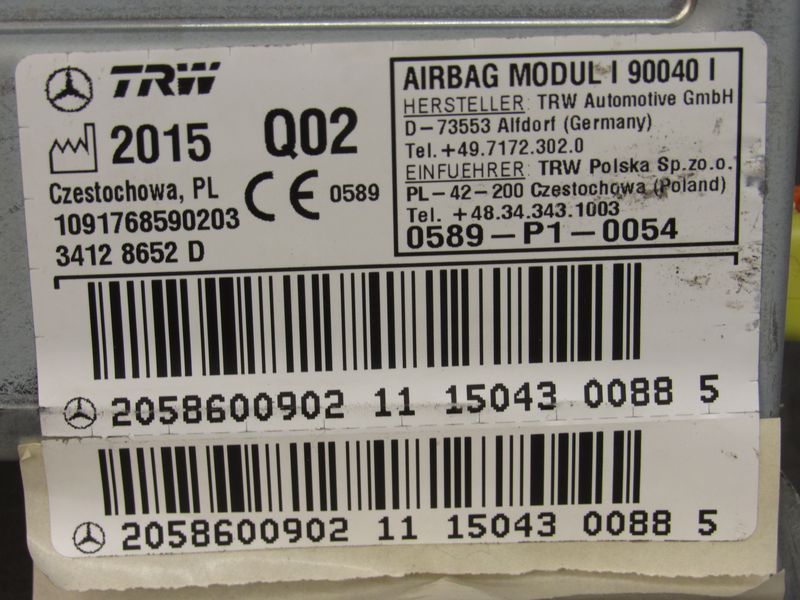 TRW
2015 Q02
Czestochowa, PL
CE 0589
1091768590203
3412 8652 D
AIRBAG MODUL I 90040 I
HERSTELLER: TRW Automotive GmbH
D-73553 Alfdorf (Germany)
Tel.+49.7172.302.0
EINFUEHRER: TRW Polska Sp.zo.o.
PL-42-200 Czestochowa (Poland)
Tel. +48.34.343.1003
0589-P1-0054
2058600902 11 15043 0088 5
2058600902 11 15043 0088 5